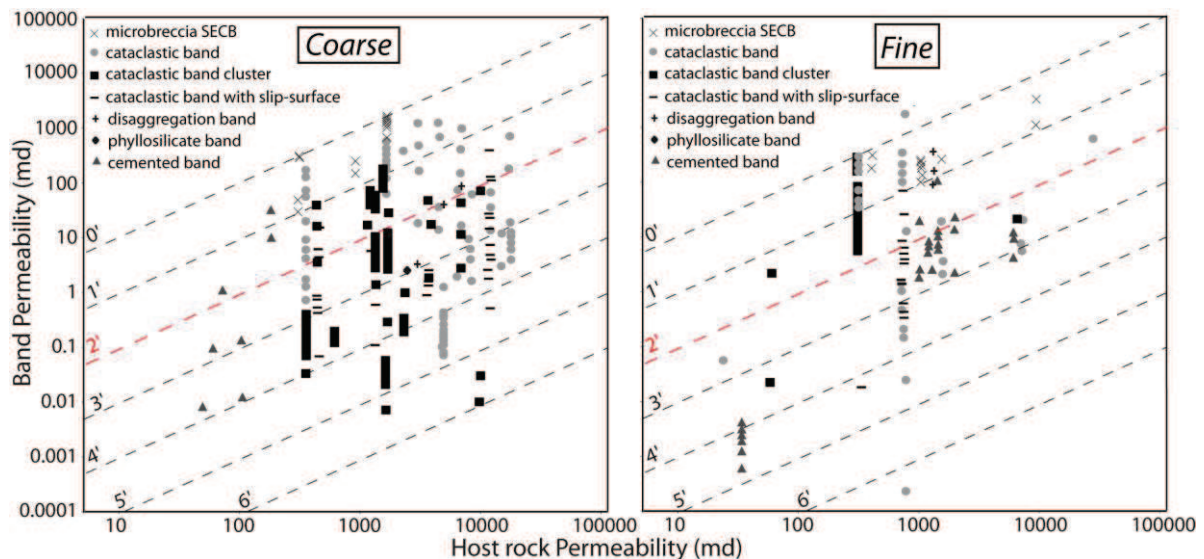 100000
10000
1000
100
10
1
0.1
0.01
0.001
0.0001
Band Permeability (md)
microbreccia SECB
cataclastic band
cataclastic band cluster
cataclastic band with slip-surface
disaggregation band
phyllosilicate band
cemented band
Coarse
0'
1'
2'
3'
4'
5'
6'
10
100
1000
10000
100000
microbreccia SECB
cataclastic band
cataclastic band cluster
cataclastic band with slip-surface
disaggregation band
phyllosilicate band
cemented band
Fine
0'
1'
2'
3'
4'
5'
6'
10
100
1000
10000
100000
Host rock Permeability (md)